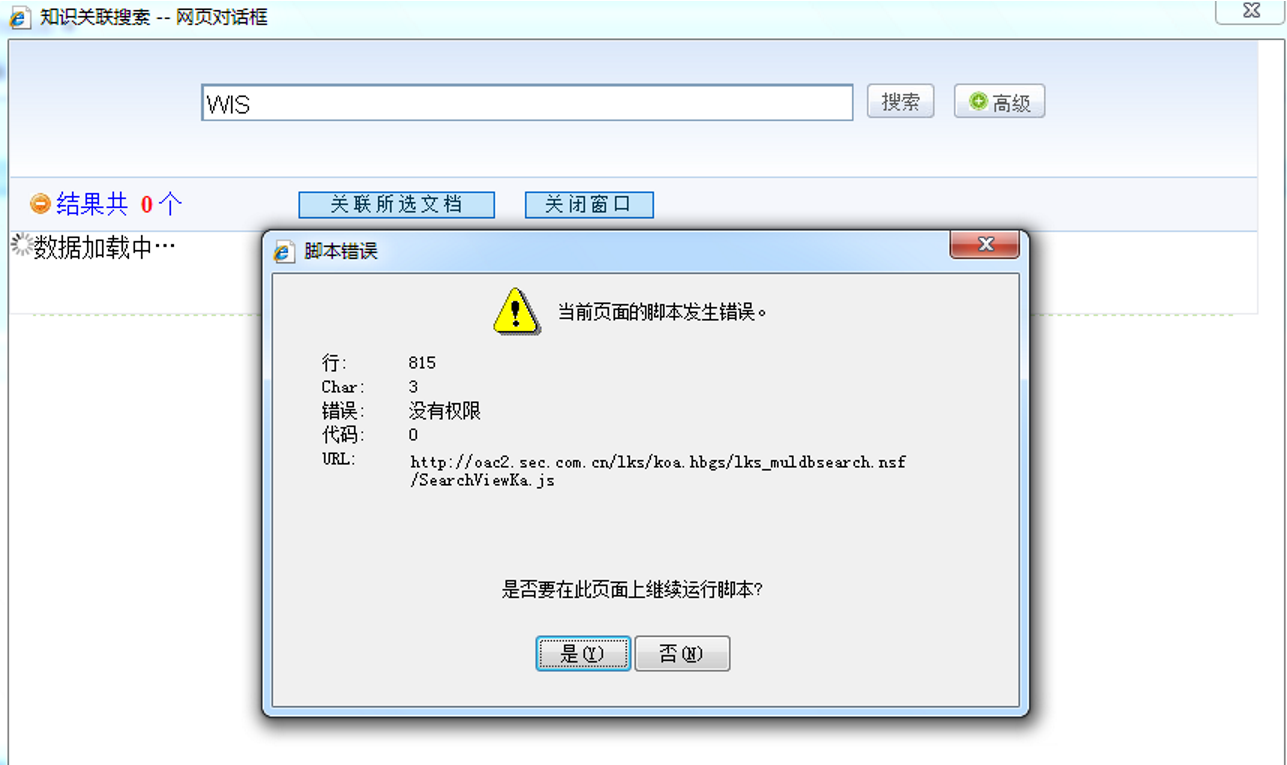 知识关联搜索 -- 网页对话框
WIS
搜索
高级
结果共 0 个
关联所选文档
关闭窗口
数据加载中…
脚本错误
当前页面的脚本发生错误。
行: 815
Char: 3
错误: 没有权限
代码: 0
URL: http://oac2.sec.com.cn/lks/koa.hbgs/lks_muldbsearch.nsf
/SearchViewKa.js
是否要在此页面上继续运行脚本?
是(Y)
否(N)